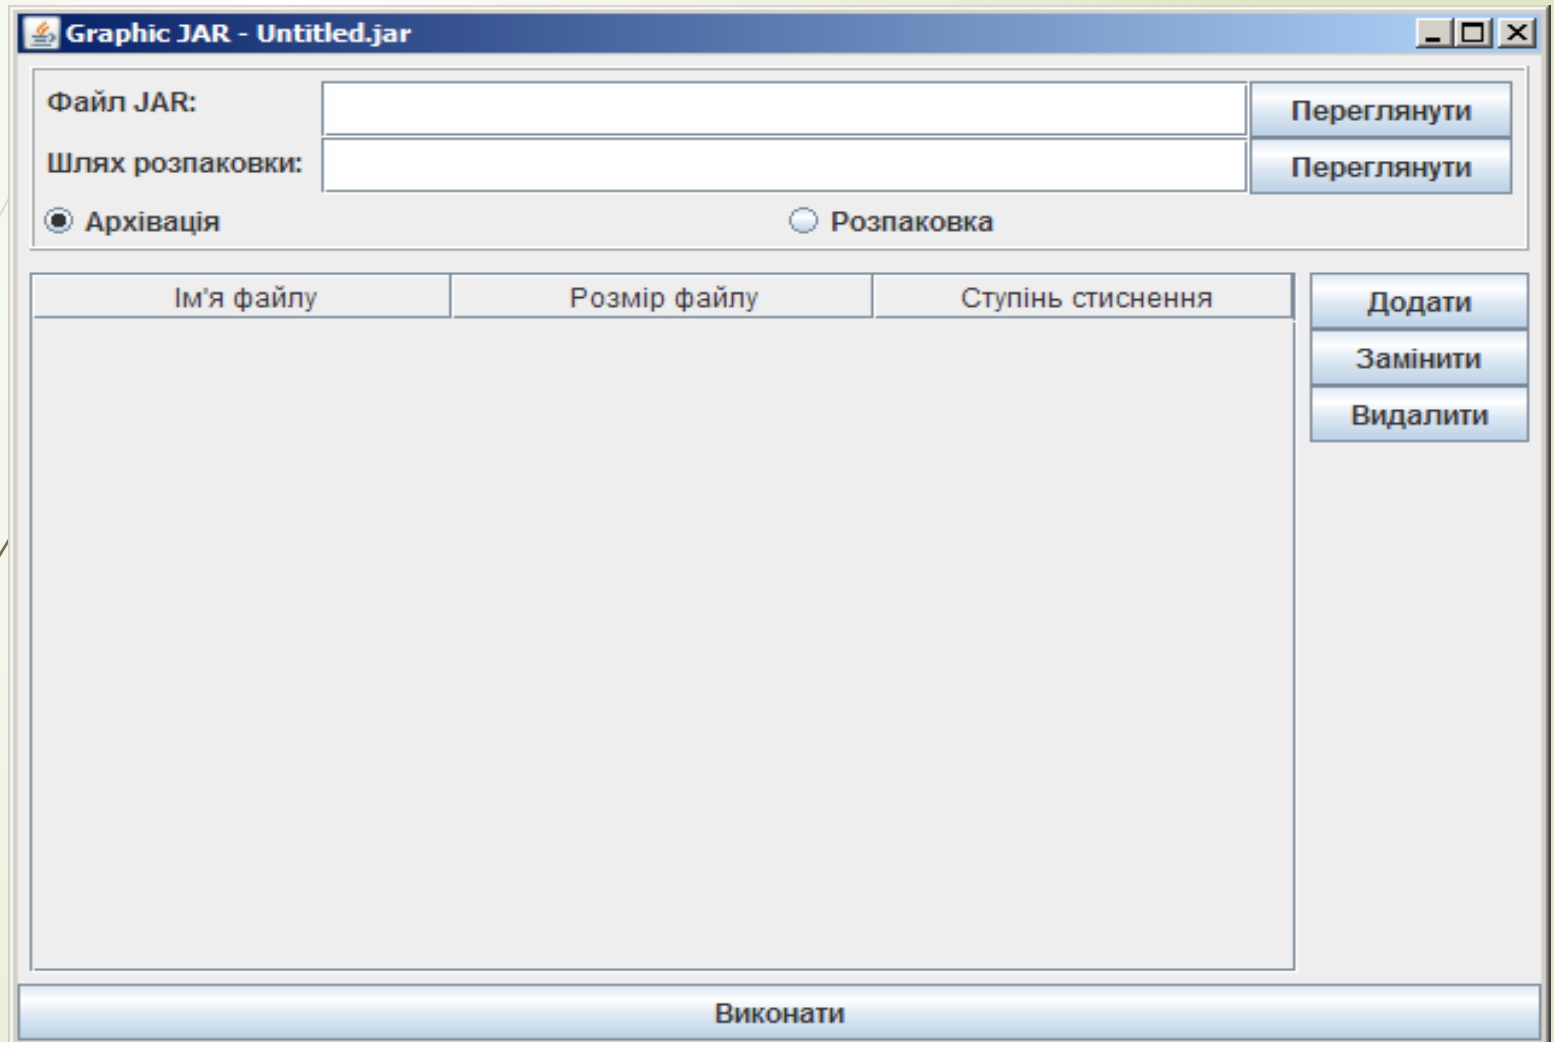 Graphic JAR - Untitled.jar
Файл JAR:
Переглянути
Шлях розпаковки:
Переглянути
Архівація
Розпаковка
Ім'я файлу
Розмір файлу
Ступінь стиснення
Додати
Замінити
Видалити
Виконати